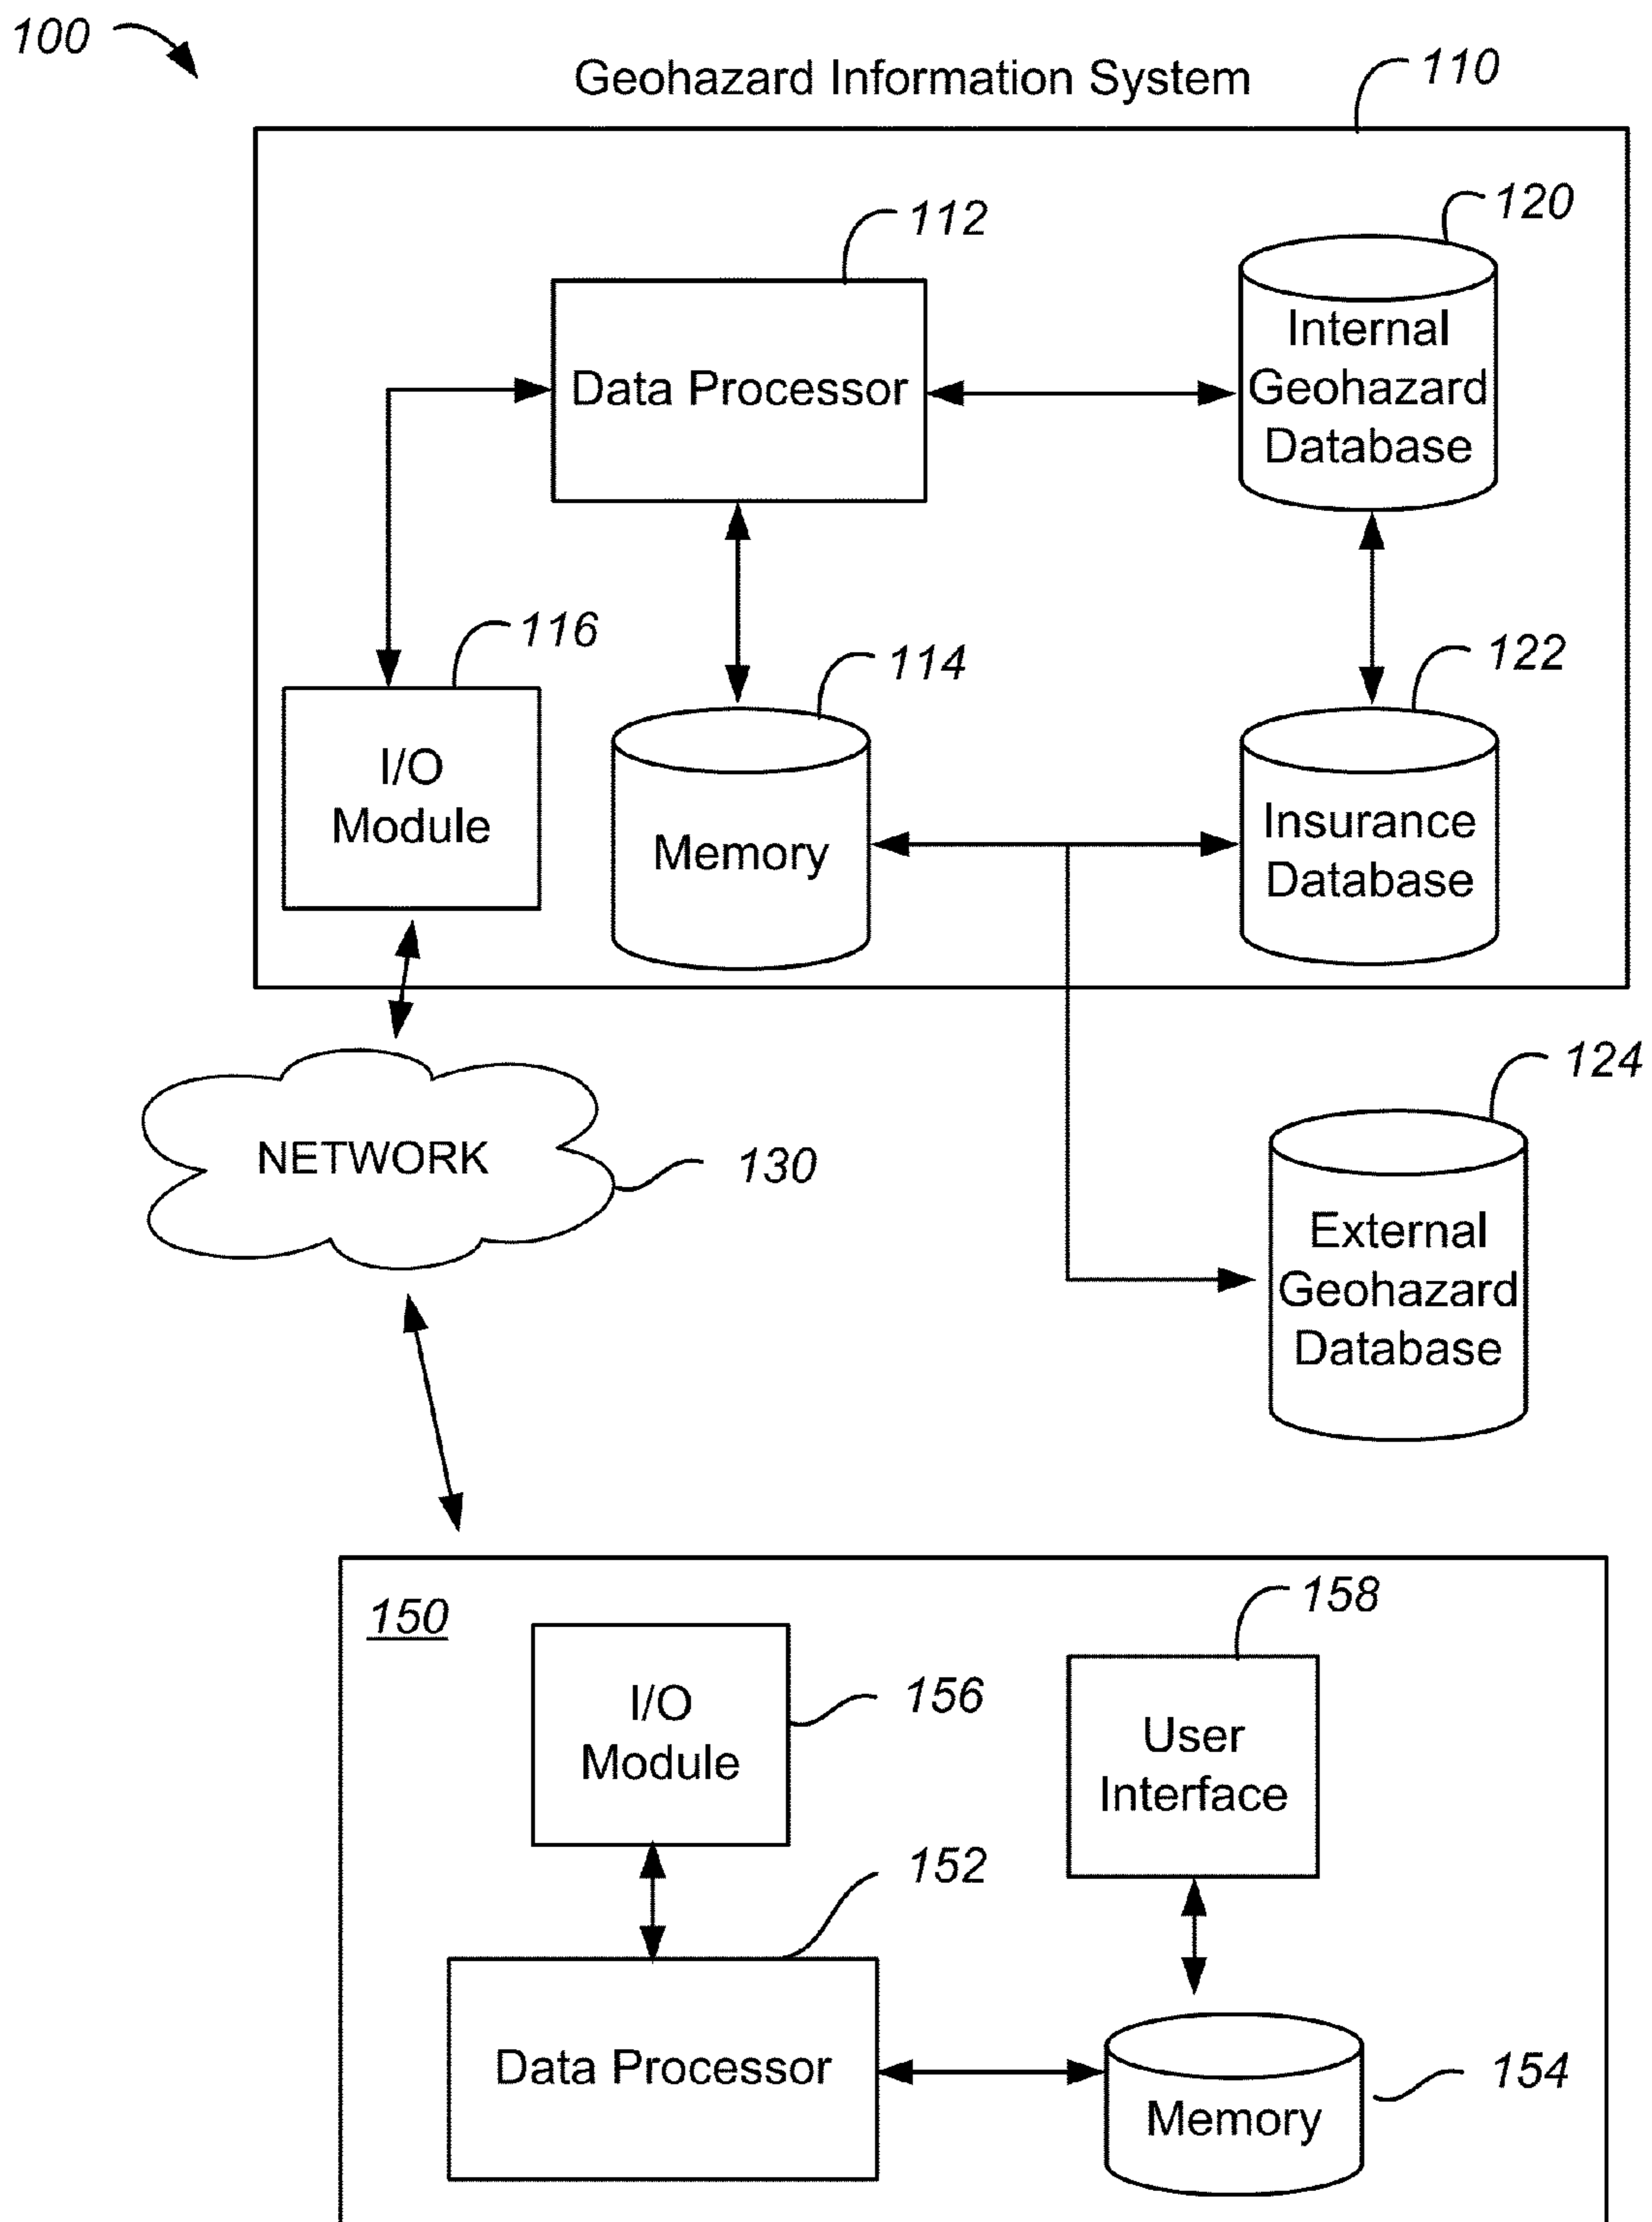 100
Geohazard Information System
110
112
120
Data Processor
Internal
Geohazard
Database
116
114
122
I/O
Module
Memory
Insurance
Database
124
NETWORK
130
External
Geohazard
Database
150
158
I/O
Module
156
User
Interface
152
Data Processor
Memory
154